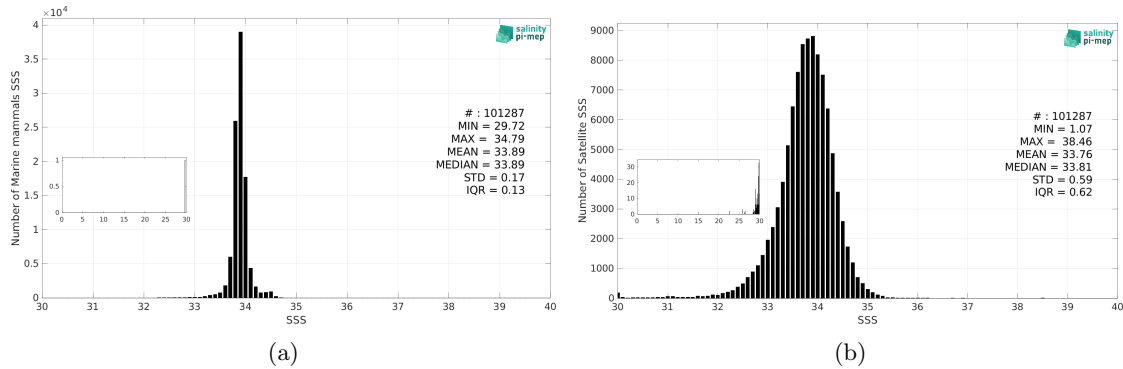 ×10⁴
4
3.5
3
2.5
2
1.5
1
0.5
0
Number of Marine mammals SSS
salinity
pi-mep
# : 101287
MIN = 29.72
MAX = 34.79
MEAN = 33.89
MEDIAN = 33.89
STD = 0.17
IQR = 0.13
1
0.5
0
0 5 10 15 20 25 30
30 31 32 33 34 35 36 37 38 39 40
SSS
(a)
9000
8000
7000
6000
5000
4000
3000
2000
1000
0
Number of Satellite SSS
salinity
pi-mep
# : 101287
MIN = 1.07
MAX = 38.46
MEAN = 33.76
MEDIAN = 33.81
STD = 0.59
IQR = 0.62
30
20
10
0
0 5 10 15 20 25 30
30 31 32 33 34 35 36 37 38 39 40
SSS
(b)